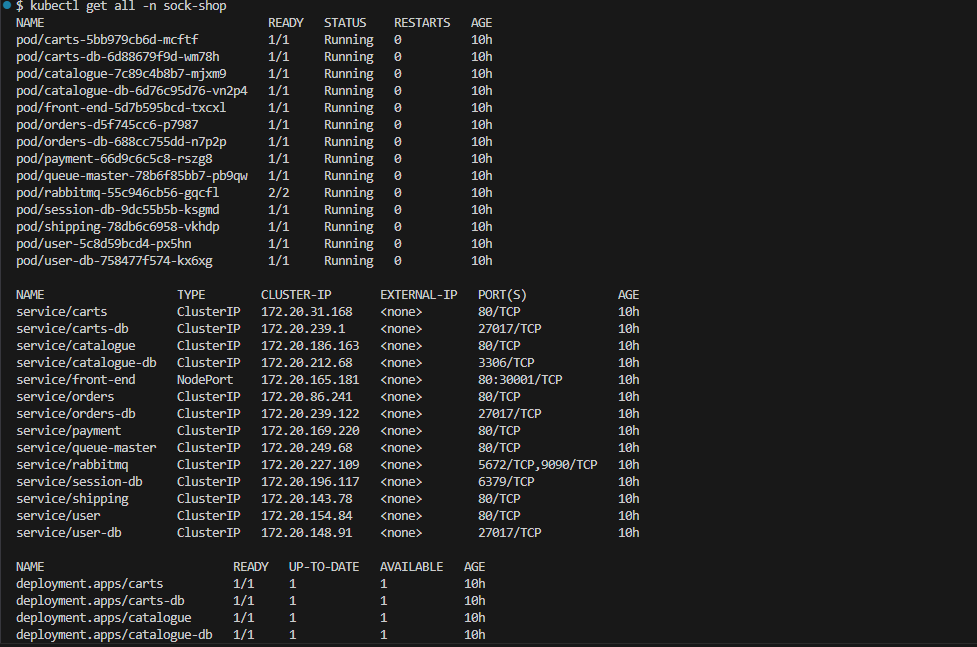 $ kubectl get all -n sock-shop
NAME READY STATUS RESTARTS AGE
pod/carts-5bb979cb6d-mcftf 1/1 Running 0 10h
pod/carts-db-6d88679f9d-wm78h 1/1 Running 0 10h
pod/catalogue-7c89c4b8b7-mjxm9 1/1 Running 0 10h
pod/catalogue-db-6d76c95d76-vn2p4 1/1 Running 0 10h
pod/front-end-5d7b595bcd-txcxl 1/1 Running 0 10h
pod/orders-d5f745cc6-p7987 1/1 Running 0 10h
pod/orders-db-688cc755dd-n7p2p 1/1 Running 0 10h
pod/payment-66d9c6c5c8-rszg8 1/1 Running 0 10h
pod/queue-master-78b6f85bb7-pb9qw 1/1 Running 0 10h
pod/rabbitmq-55c946cb56-gqcfl 2/2 Running 0 10h
pod/session-db-9dc55b5b-ksgmd 1/1 Running 0 10h
pod/shipping-78db6c6958-vkhdp 1/1 Running 0 10h
pod/user-5c8d59bcd4-px5hn 1/1 Running 0 10h
pod/user-db-758477f574-kx6xg 1/1 Running 0 10h
NAME TYPE CLUSTER-IP EXTERNAL-IP PORT(S) AGE
service/carts ClusterIP 172.20.31.168 <none> 80/TCP 10h
service/carts-db ClusterIP 172.20.239.1 <none> 27017/TCP 10h
service/catalogue ClusterIP 172.20.186.163 <none> 80/TCP 10h
service/catalogue-db ClusterIP 172.20.212.68 <none> 3306/TCP 10h
service/front-end NodePort 172.20.165.181 <none> 80:30001/TCP 10h
service/orders ClusterIP 172.20.86.241 <none> 80/TCP 10h
service/orders-db ClusterIP 172.20.239.122 <none> 27017/TCP 10h
service/payment ClusterIP 172.20.169.220 <none> 80/TCP 10h
service/queue-master ClusterIP 172.20.249.68 <none> 80/TCP 10h
service/rabbitmq ClusterIP 172.20.227.109 <none> 5672/TCP,9090/TCP 10h
service/session-db ClusterIP 172.20.196.117 <none> 6379/TCP 10h
service/shipping ClusterIP 172.20.143.78 <none> 80/TCP 10h
service/user ClusterIP 172.20.154.84 <none> 80/TCP 10h
service/user-db ClusterIP 172.20.148.91 <none> 27017/TCP 10h
NAME READY UP-TO-DATE AVAILABLE AGE
deployment.apps/carts 1/1 1 1 10h
deployment.apps/carts-db 1/1 1 1 10h
deployment.apps/catalogue 1/1 1 1 10h
deployment.apps/catalogue-db 1/1 1 1 10h